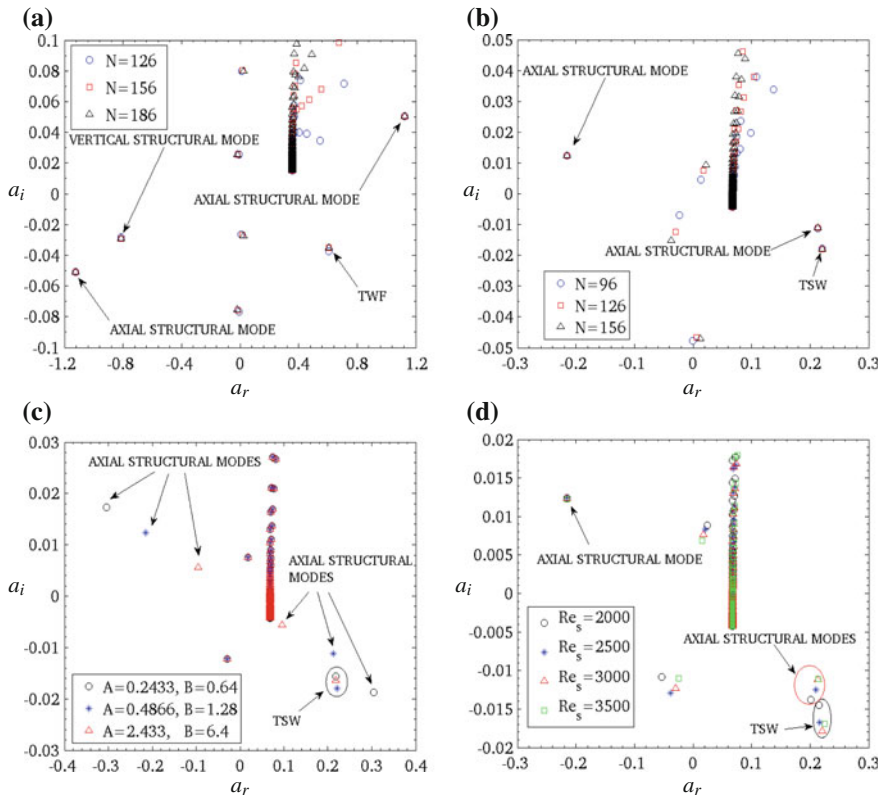 (a)
0.1
0.08
0.06
0.04
0.02
0
-0.02
-0.04
-0.06
-0.08
-0.1
-1.2
-0.8
-0.4
0
0.4
0.8
1.2
a_i
a_r
N=126
N=156
N=186
VERTICAL STRUCTURAL MODE
AXIAL STRUCTURAL MODE
TWF
AXIAL STRUCTURAL MODE
(b)
0.05
0.04
0.03
0.02
0.01
0
-0.01
-0.02
-0.03
-0.04
-0.05
-0.3
-0.2
-0.1
0
0.1
0.2
0.3
a_i
a_r
AXIAL STRUCTURAL MODE
AXIAL STRUCTURAL MODE
TSW
N=96
N=126
N=156
(c)
0.03
0.02
0.01
0
-0.01
-0.02
-0.03
-0.4
-0.3
-0.2
-0.1
0
0.1
0.2
0.3
0.4
a_i
a_r
AXIAL STRUCTURAL MODES
AXIAL STRUCTURAL
MODES
TSW
A=0.2433, B=0.64
A=0.4866, B=1.28
A=2.433, B=6.4
(d)
0.02
0.015
0.01
0.005
0
-0.005
-0.01
-0.015
-0.02
-0.3
-0.2
-0.1
0
0.1
0.2
0.3
a_i
a_r
AXIAL STRUCTURAL MODE
Re_s=2000
Re_s=2500
Re_s=3000
Re_s=3500
AXIAL STRUCTURAL MODES
TSW